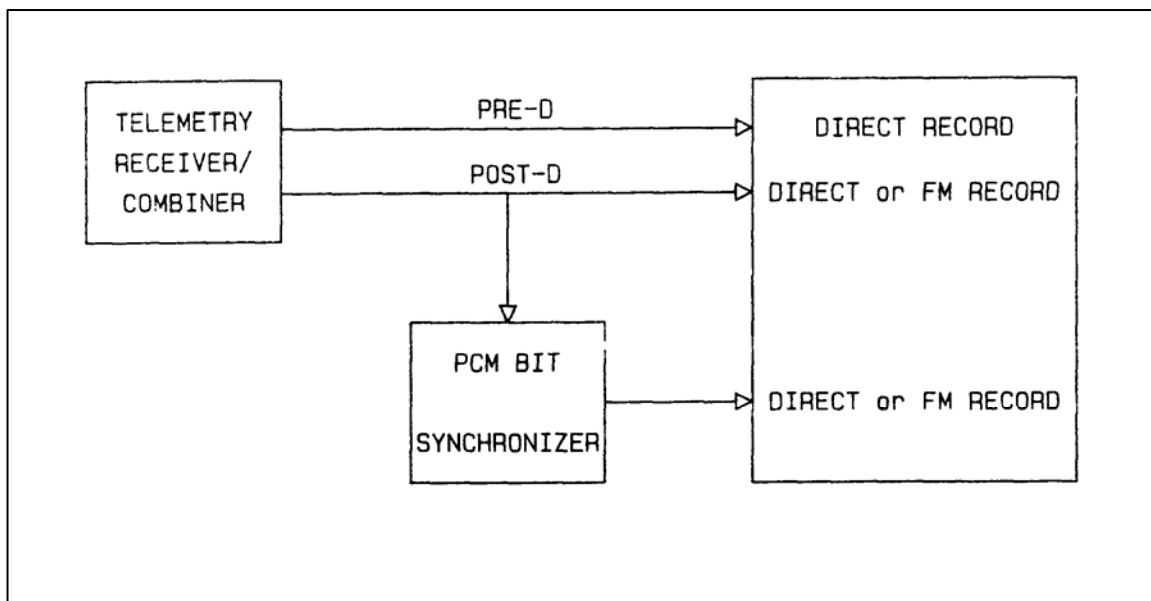 TELEMETRY
RECEIVER/
COMBINER
PRE-D
POST-D
DIRECT RECORD
DIRECT or FM RECORD
PCM BIT
SYNCHRONIZER
DIRECT or FM RECORD